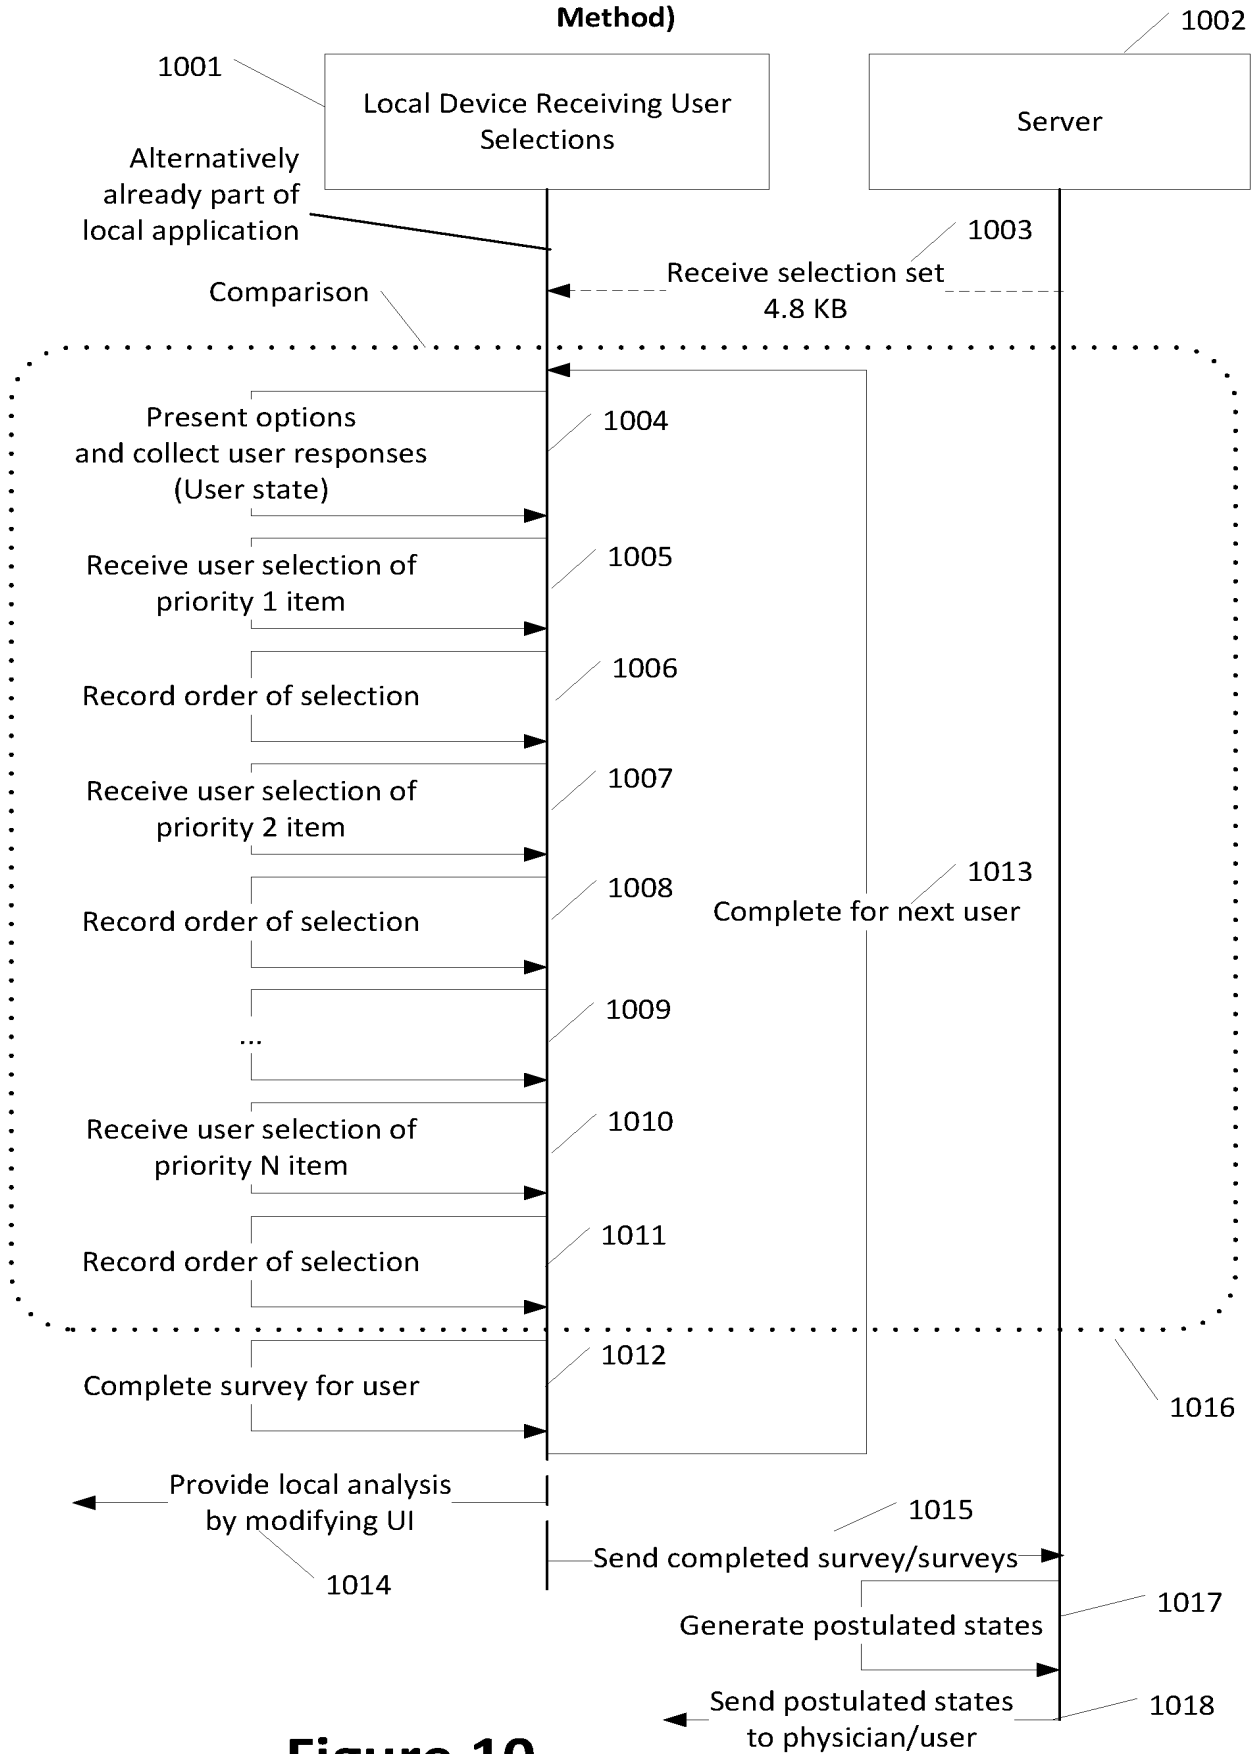 Method)
1002
1001
Local Device Receiving User
Selections
Server
Alternatively
already part of
local application
1003
Receive selection set
4.8 KB
Comparison
Present options
and collect user responses
(User state)
1004
Receive user selection of
priority 1 item
1005
Record order of selection
1006
Receive user selection of
priority 2 item
1007
Record order of selection
1008
1013
Complete for next user
...
1009
Receive user selection of
priority N item
1010
Record order of selection
1011
Complete survey for user
1012
1016
Provide local analysis
by modifying UI
1014
1015
Send completed survey/surveys
Generate postulated states
1017
Send postulated states
to physician/user
1018
Figure 10